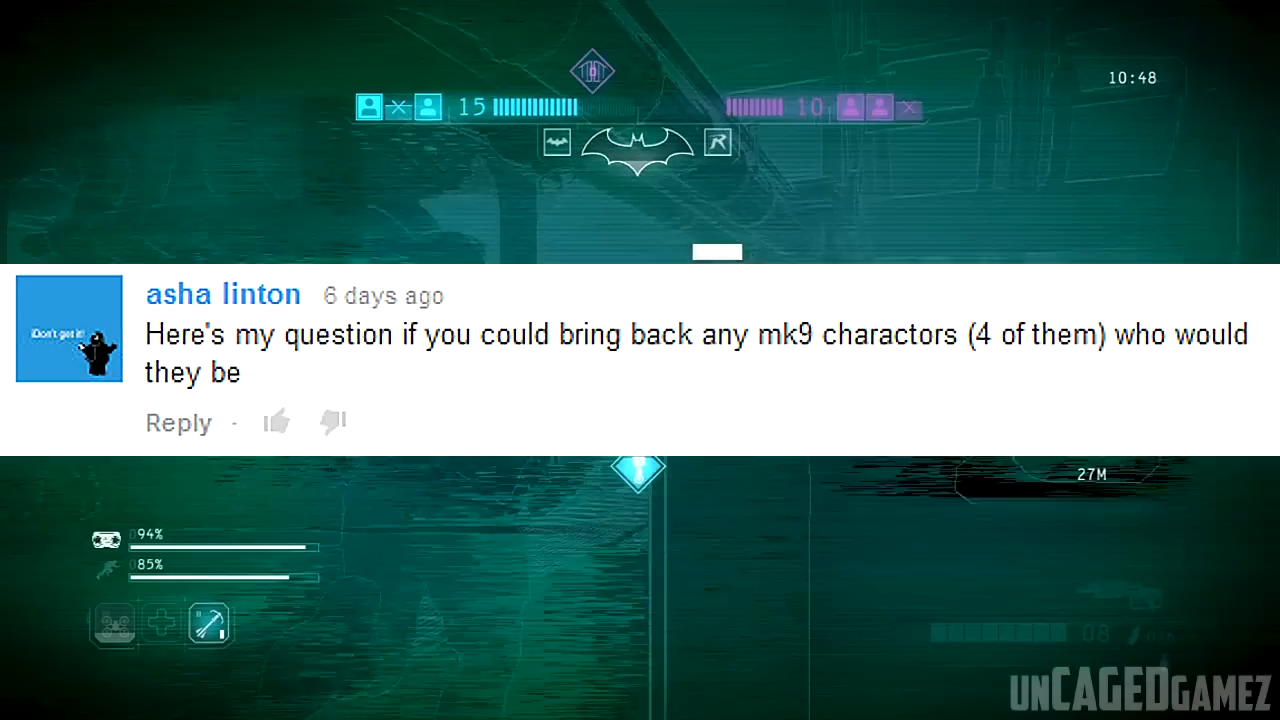 10:48
15
10
R
asha linton 6 days ago
Here's my question if you could bring back any mk9 charactors (4 of them) who would
they be
Reply ·
27M
94%
85%
08
unCAGEDGAMEZ